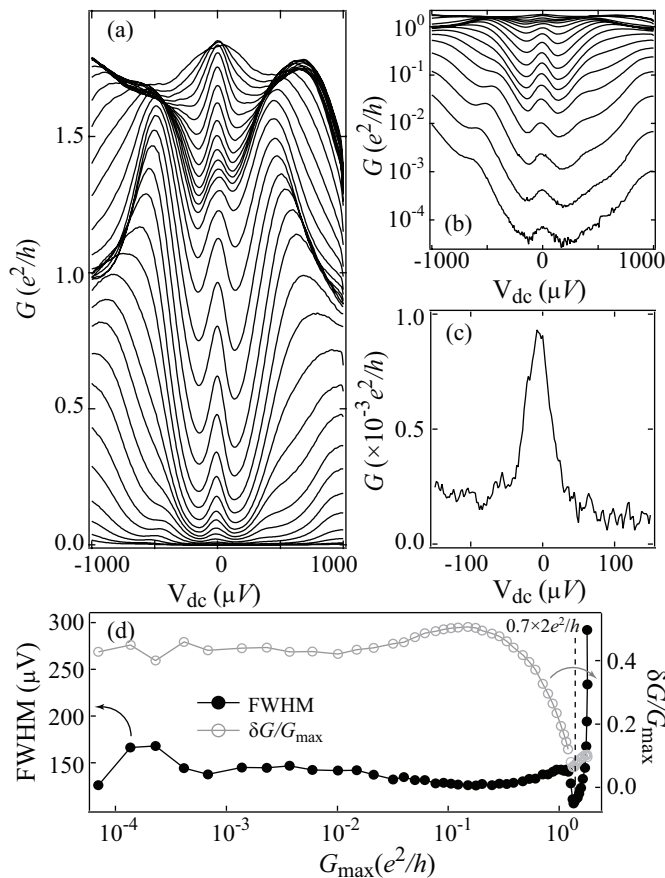 (a)
G (e²/h)
1.5
1.0
0.5
0.0
-1000
0
1000
V_dc (μV)
(b)
G (e²/h)
10⁰
10⁻¹
10⁻²
10⁻³
10⁻⁴
-1000
0
1000
V_dc (μV)
(c)
G (×10⁻³ e²/h)
1.0
0.5
0.0
-100
0
100
V_dc (μV)
(d)
0.7×2e²/h
FWHM (μV)
300
250
200
150
FWHM
δG/G_max
δG/G_max
0.4
0.2
0.0
10⁻⁴
10⁻³
10⁻²
10⁻¹
10⁰
G_max(e²/h)